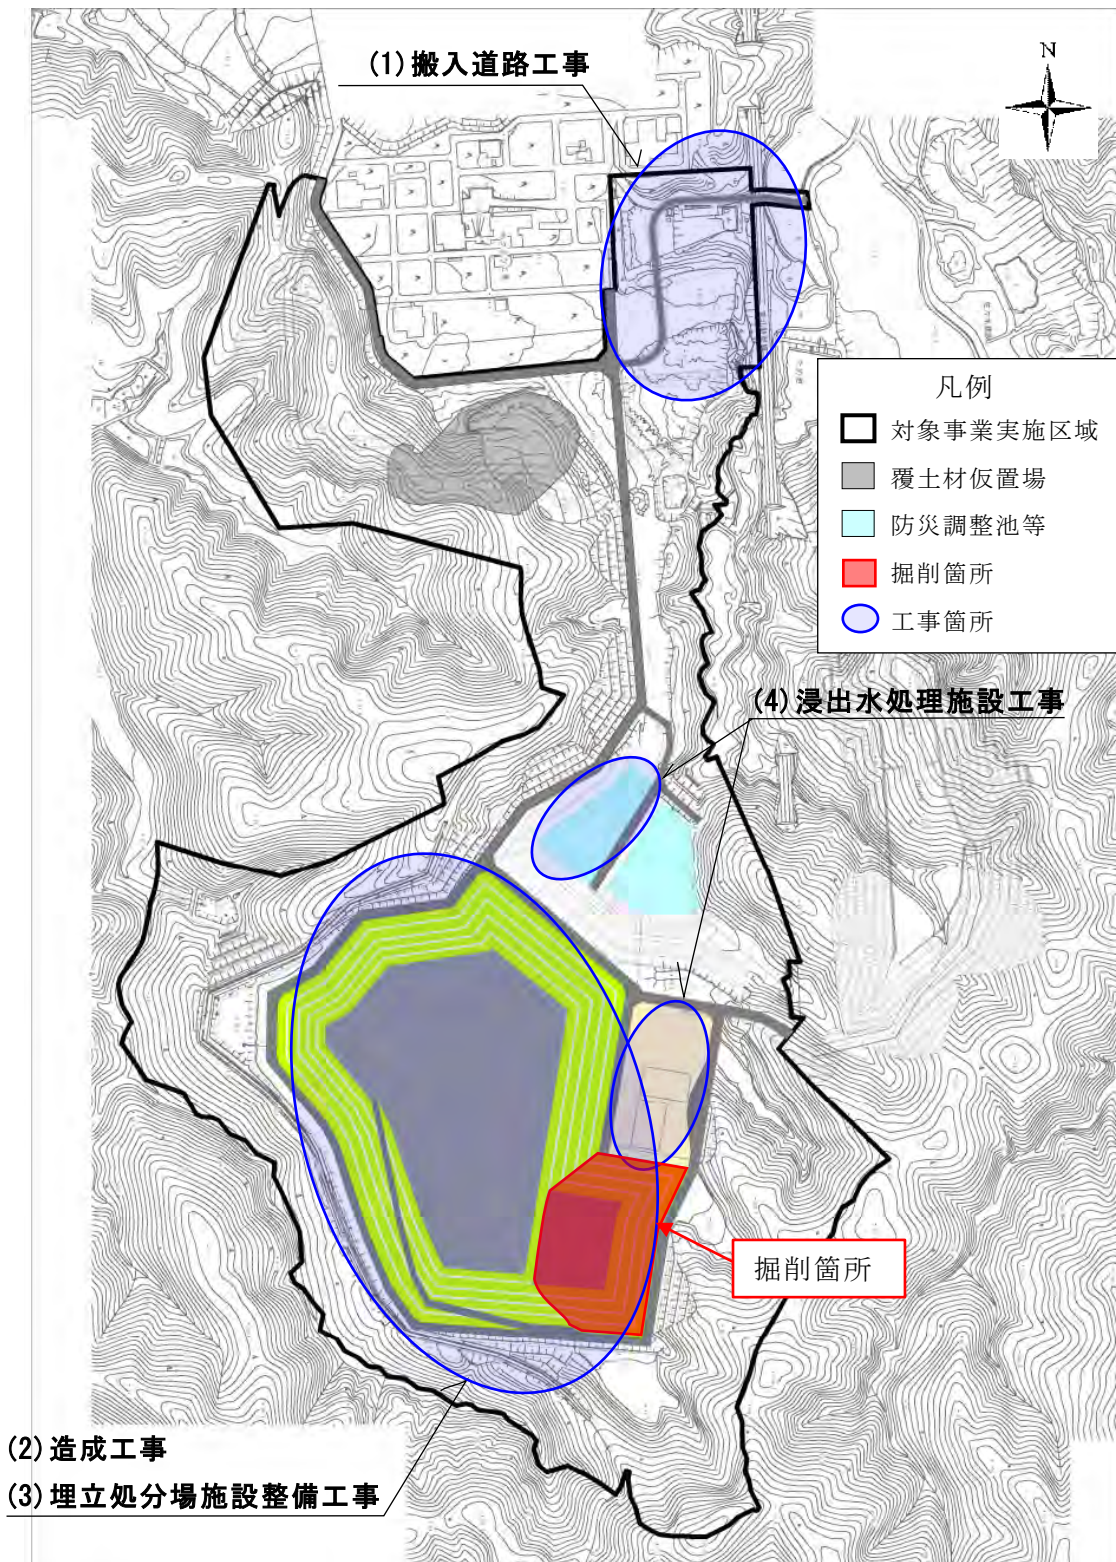 N
(1)搬入道路工事
凡例
対象事業実施区域
覆土材仮置場
防災調整池等
掘削箇所
工事箇所
(4)浸出水処理施設工事
掘削箇所
(2)造成工事
(3)埋立処分場施設整備工事